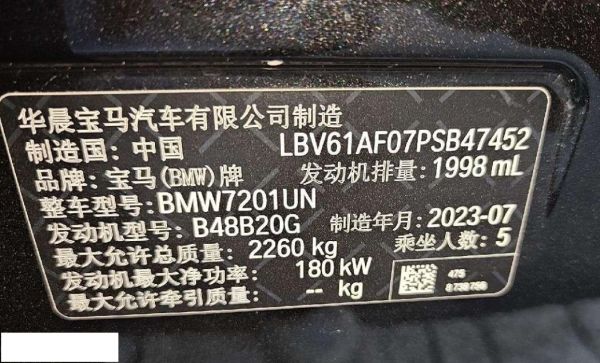 华晨宝马汽车有限公司制造
制造国: 中国 LBV61AF07PSB47452
品牌: 宝马(BMW)牌 发动机排量: 1998 mL
整车型号: BMW7201UN
发动机型号: B48B20G 制造年月: 2023-07
最大允许总质量: 2260 kg 乘坐人数: 5
发动机最大净功率: 180 kW
最大允许牵引质量: -- kg
475
8 738 756